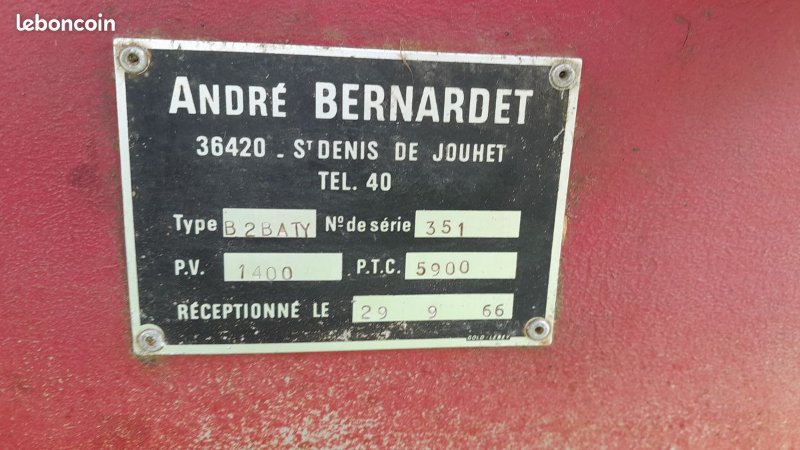 leboncoin
ANDRÉ BERNARDET
36420 - ST DENIS DE JOUHET
TEL. 40
Type B2BATY Nº de série 351
P.V. 1400 P.T.C. 5900
RÉCEPTIONNÉ LE 29 9 66